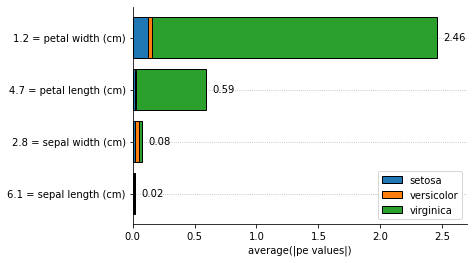 1.2 = petal width (cm)
2.46
4.7 = petal length (cm)
0.59
2.8 = sepal width (cm)
0.08
6.1 = sepal length (cm)
0.02
setosa
versicolor
virginica
0.0 0.5 1.0 1.5 2.0 2.5
average(|pe values|)